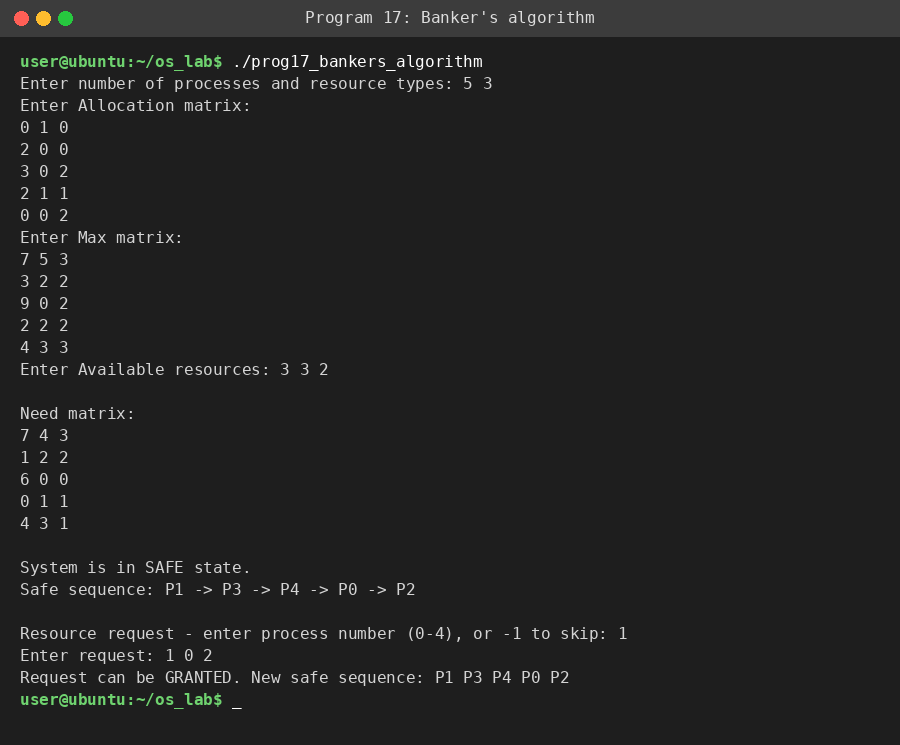 Program 17: Banker's algorithm
user@ubuntu:~/os_lab$ ./prog17_bankers_algorithm
Enter number of processes and resource types: 5 3
Enter Allocation matrix:
0 1 0
2 0 0
3 0 2
2 1 1
0 0 2
Enter Max matrix:
7 5 3
3 2 2
9 0 2
2 2 2
4 3 3
Enter Available resources: 3 3 2
Need matrix:
7 4 3
1 2 2
6 0 0
0 1 1
4 3 1
System is in SAFE state.
Safe sequence: P1 -> P3 -> P4 -> P0 -> P2
Resource request - enter process number (0-4), or -1 to skip: 1
Enter request: 1 0 2
Request can be GRANTED. New safe sequence: P1 P3 P4 P0 P2
user@ubuntu:~/os_lab$ _